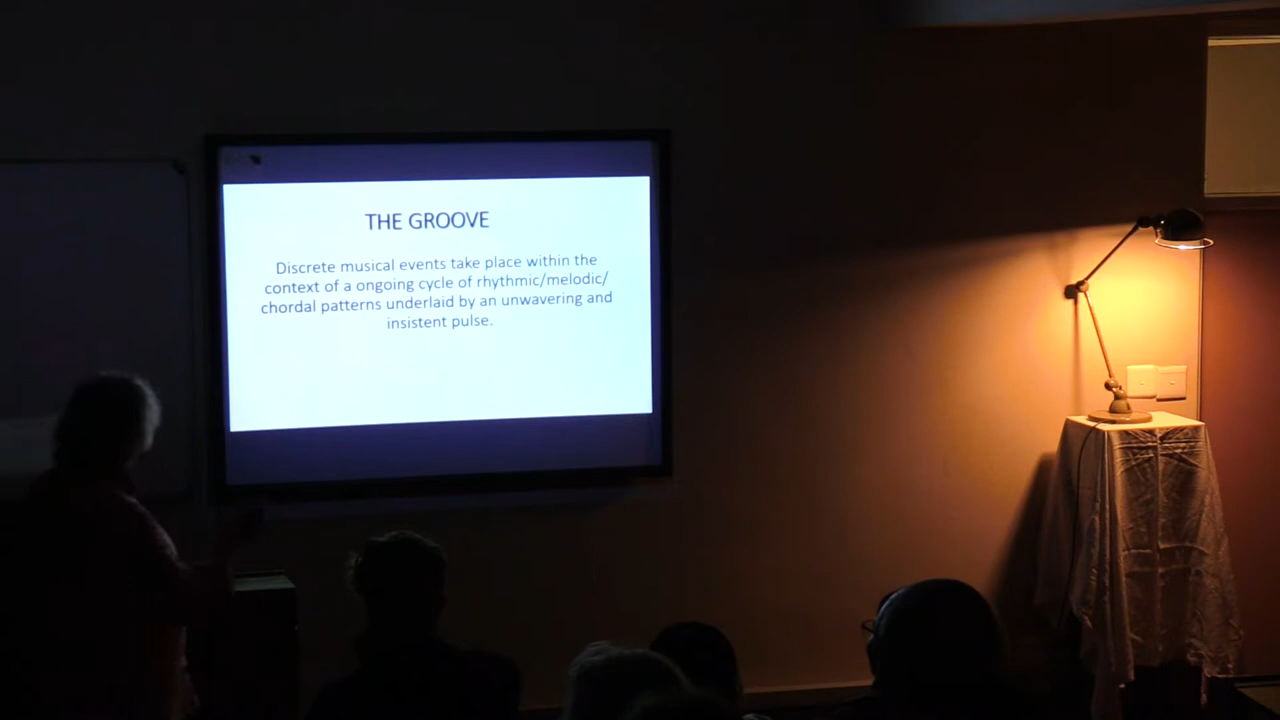 THE GROOVE
Discrete musical events take place within the
context of a ongoing cycle of rhythmic/melodic/
chordal patterns underlaid by an unwavering and
insistent pulse.